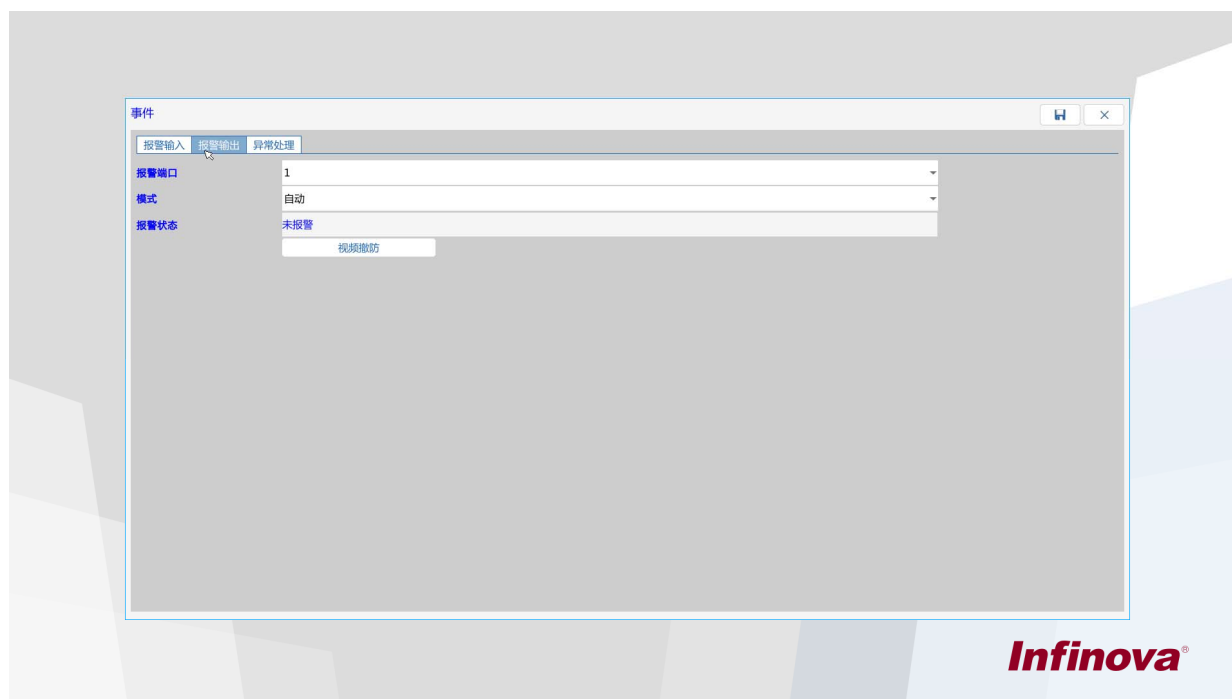 事件
报警输入 报警输出 异常处理
报警端口 1
模式 自动
报警状态 未报警
视频撤防
Infinova®